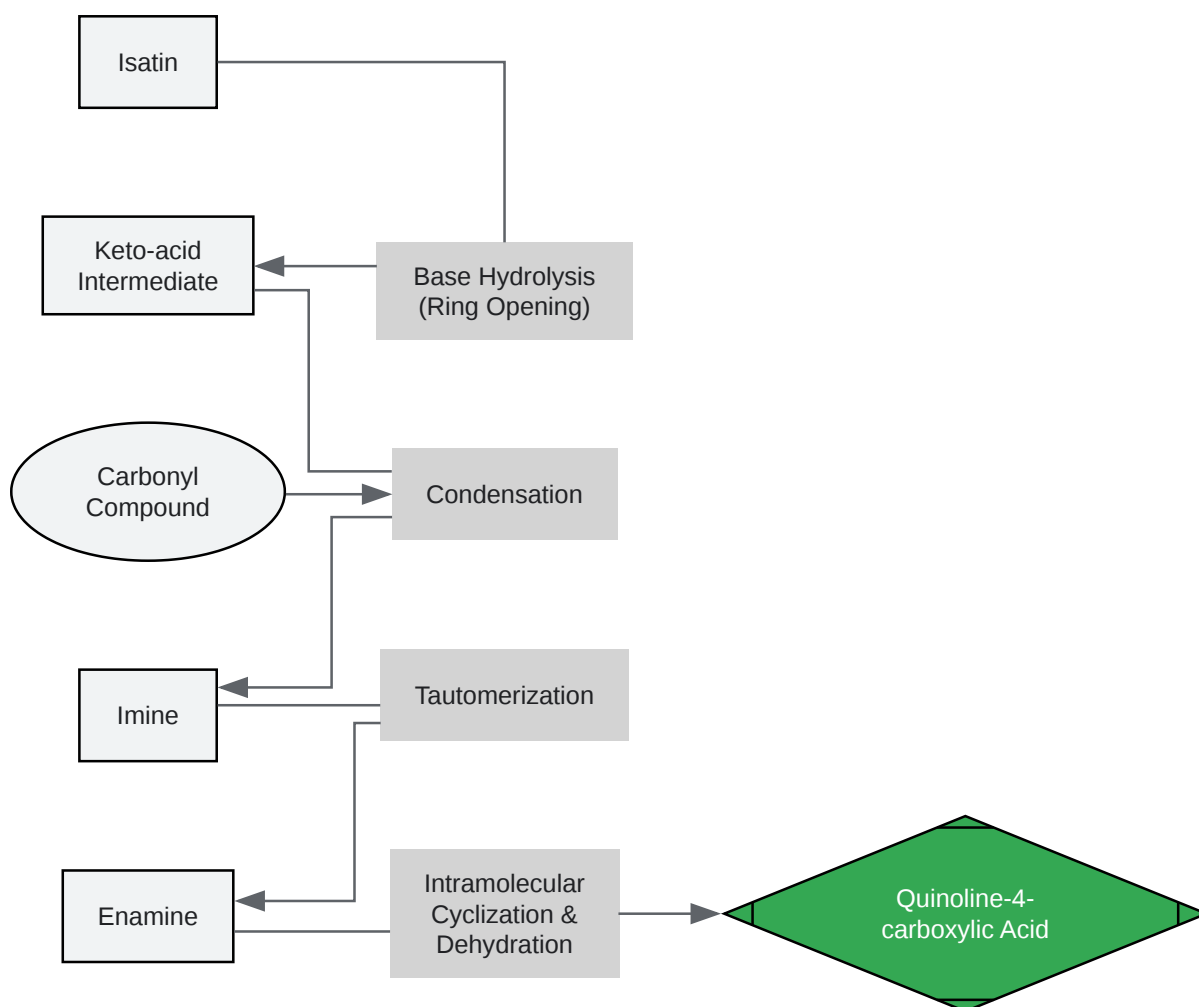 Isatin
Keto-acid
Intermediate
Base Hydrolysis
(Ring Opening)
Carbonyl
Compound
Condensation
Imine
Tautomerization
Enamine
Intramolecular
Cyclization &
Dehydration
Quinoline-4-
carboxylic Acid